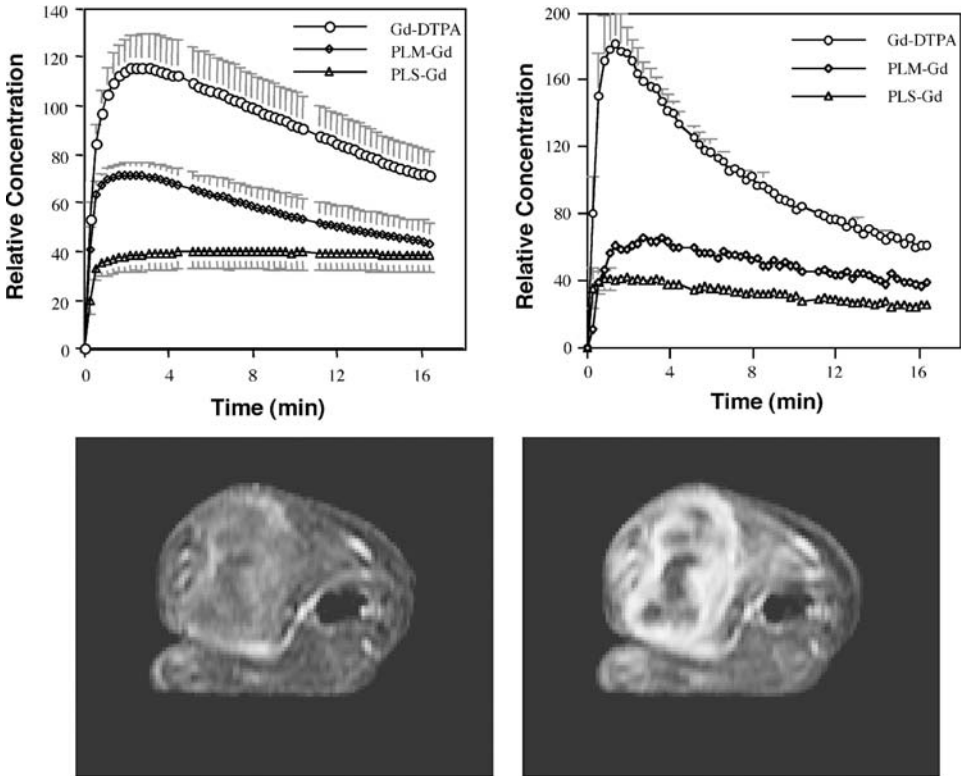 140
120
100
80
60
40
20
0
Relative Concentration
Gd-DTPA
PLM-Gd
PLS-Gd
0 4 8 12 16
Time (min)
200
160
120
80
40
0
Relative Concentration
Gd-DTPA
PLM-Gd
PLS-Gd
0 4 8 12 16
Time (min)